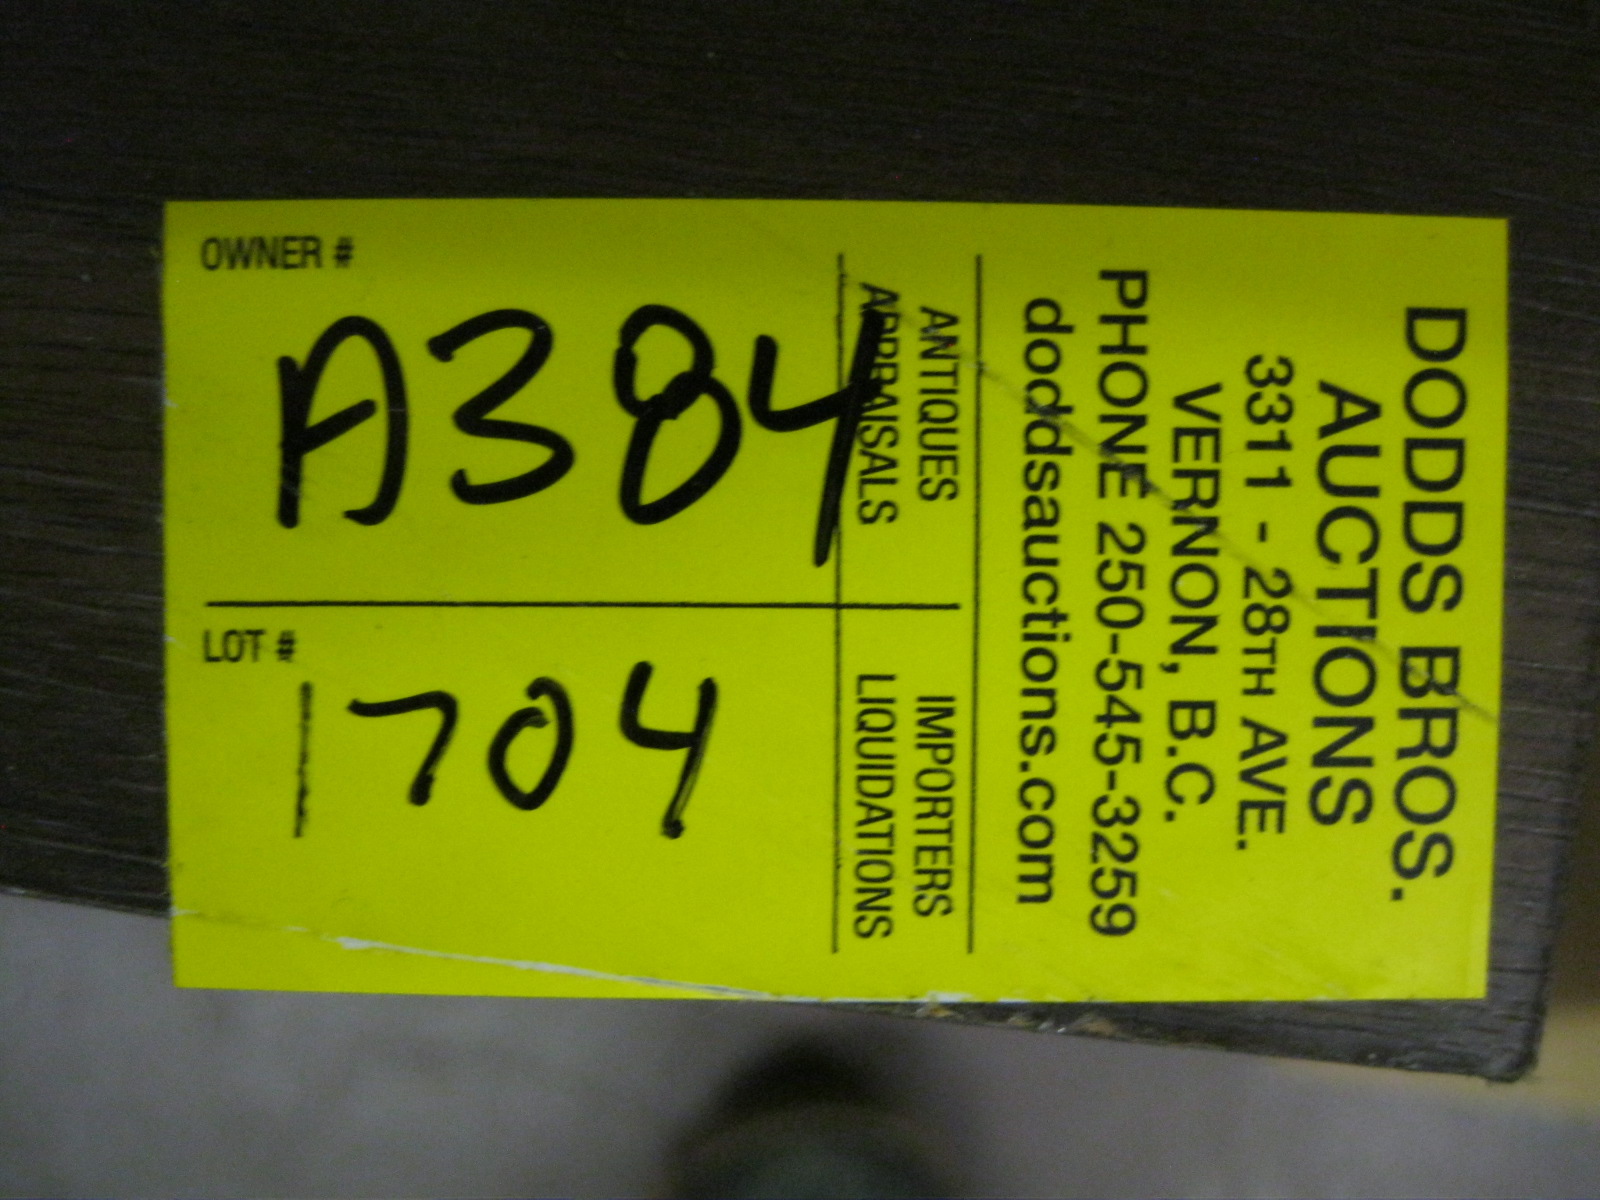 DODDS BROS.
AUCTIONS
3311 - 28TH AVE.
VERNON, B.C.
PHONE 250-545-3259
doddsauctions.com
ANTIQUES
APPRAISALS
IMPORTERS
LIQUIDATIONS
OWNER #
A384
LOT #
1704